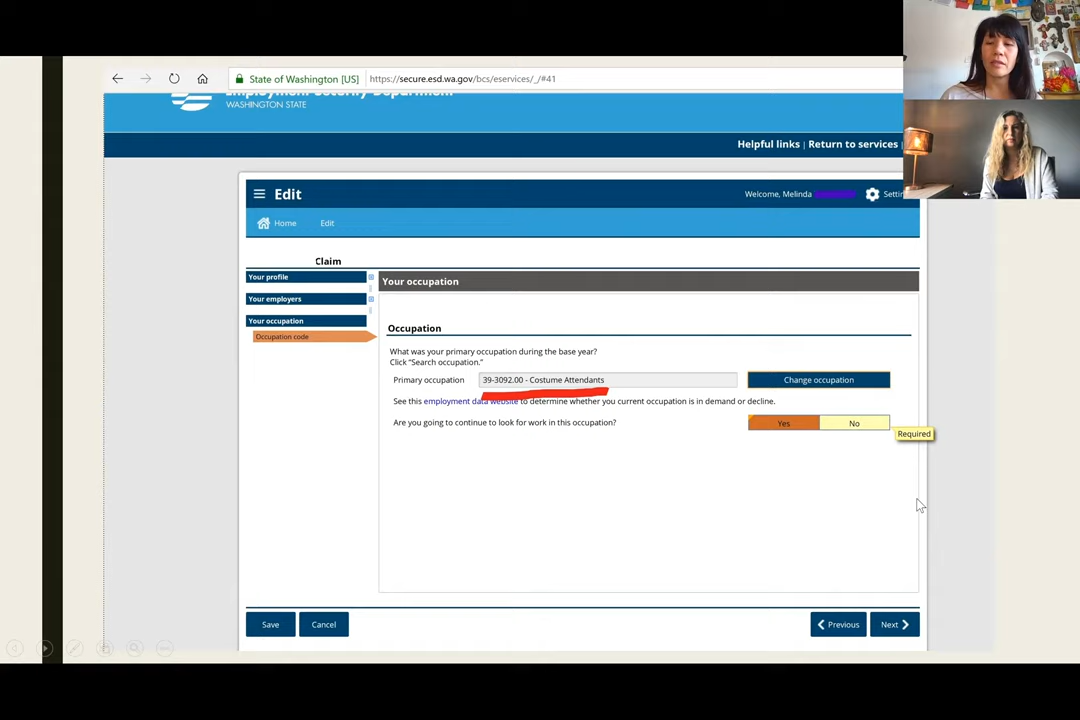 State of Washington [US]
https://secure.esd.wa.gov/bcs/eservices/_/#41
Employment Security Department
WASHINGTON STATE
Helpful links | Return to services |
Edit
Welcome, Melinda
Home
Edit
Claim
Your profile
Your employers
Your occupation
Occupation code
Your occupation
Occupation
What was your primary occupation during the base year?
Click “Search occupation.”
Primary occupation
39-3092.00 - Costume Attendants
Change occupation
See this employment data website to determine whether you current occupation is in demand or decline.
Are you going to continue to look for work in this occupation?
Yes
No
Required
Save
Cancel
Previous
Next